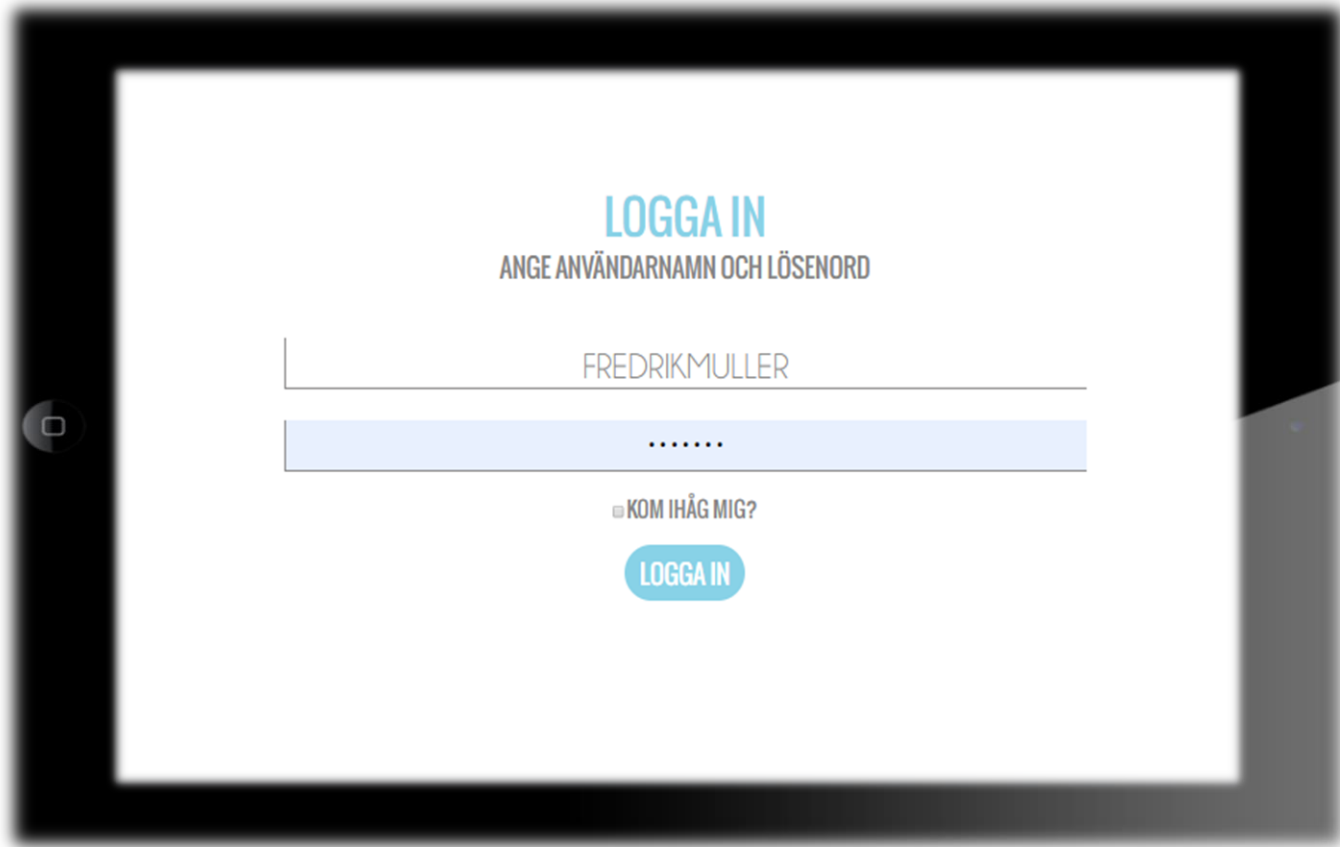 LOGGA IN
ANGE ANVÄNDARNAMN OCH LÖSENORD
FREDRIKMULLER
•••••••
KOM IHÅG MIG?
LOGGA IN